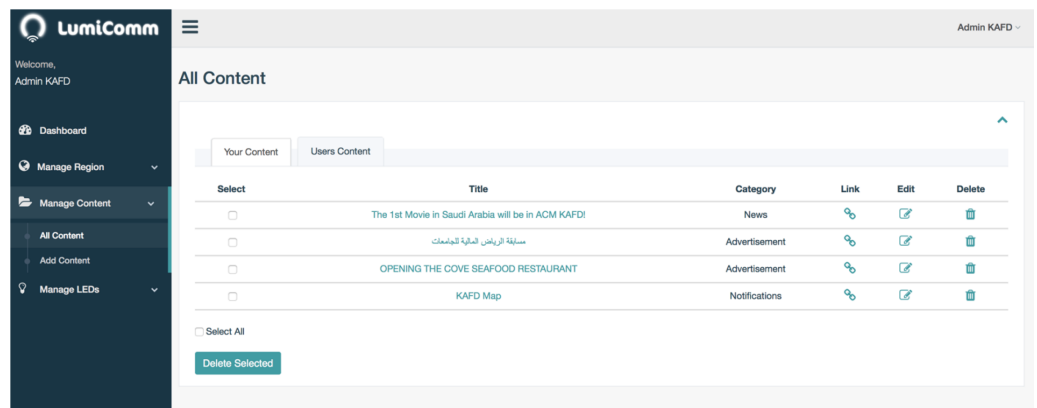 LumiComm
Admin KAFD
Welcome,
Admin KAFD
Dashboard
Manage Region
Manage Content
All Content
Add Content
Manage LEDs
All Content
Your Content Users Content
Select Title Category Link Edit Delete
The 1st Movie in Saudi Arabia will be in ACM KAFD! News
مسابقة الرياض المالية للجامعات Advertisement
OPENING THE COVE SEAFOOD RESTAURANT Advertisement
KAFD Map Notifications
Select All
Delete Selected